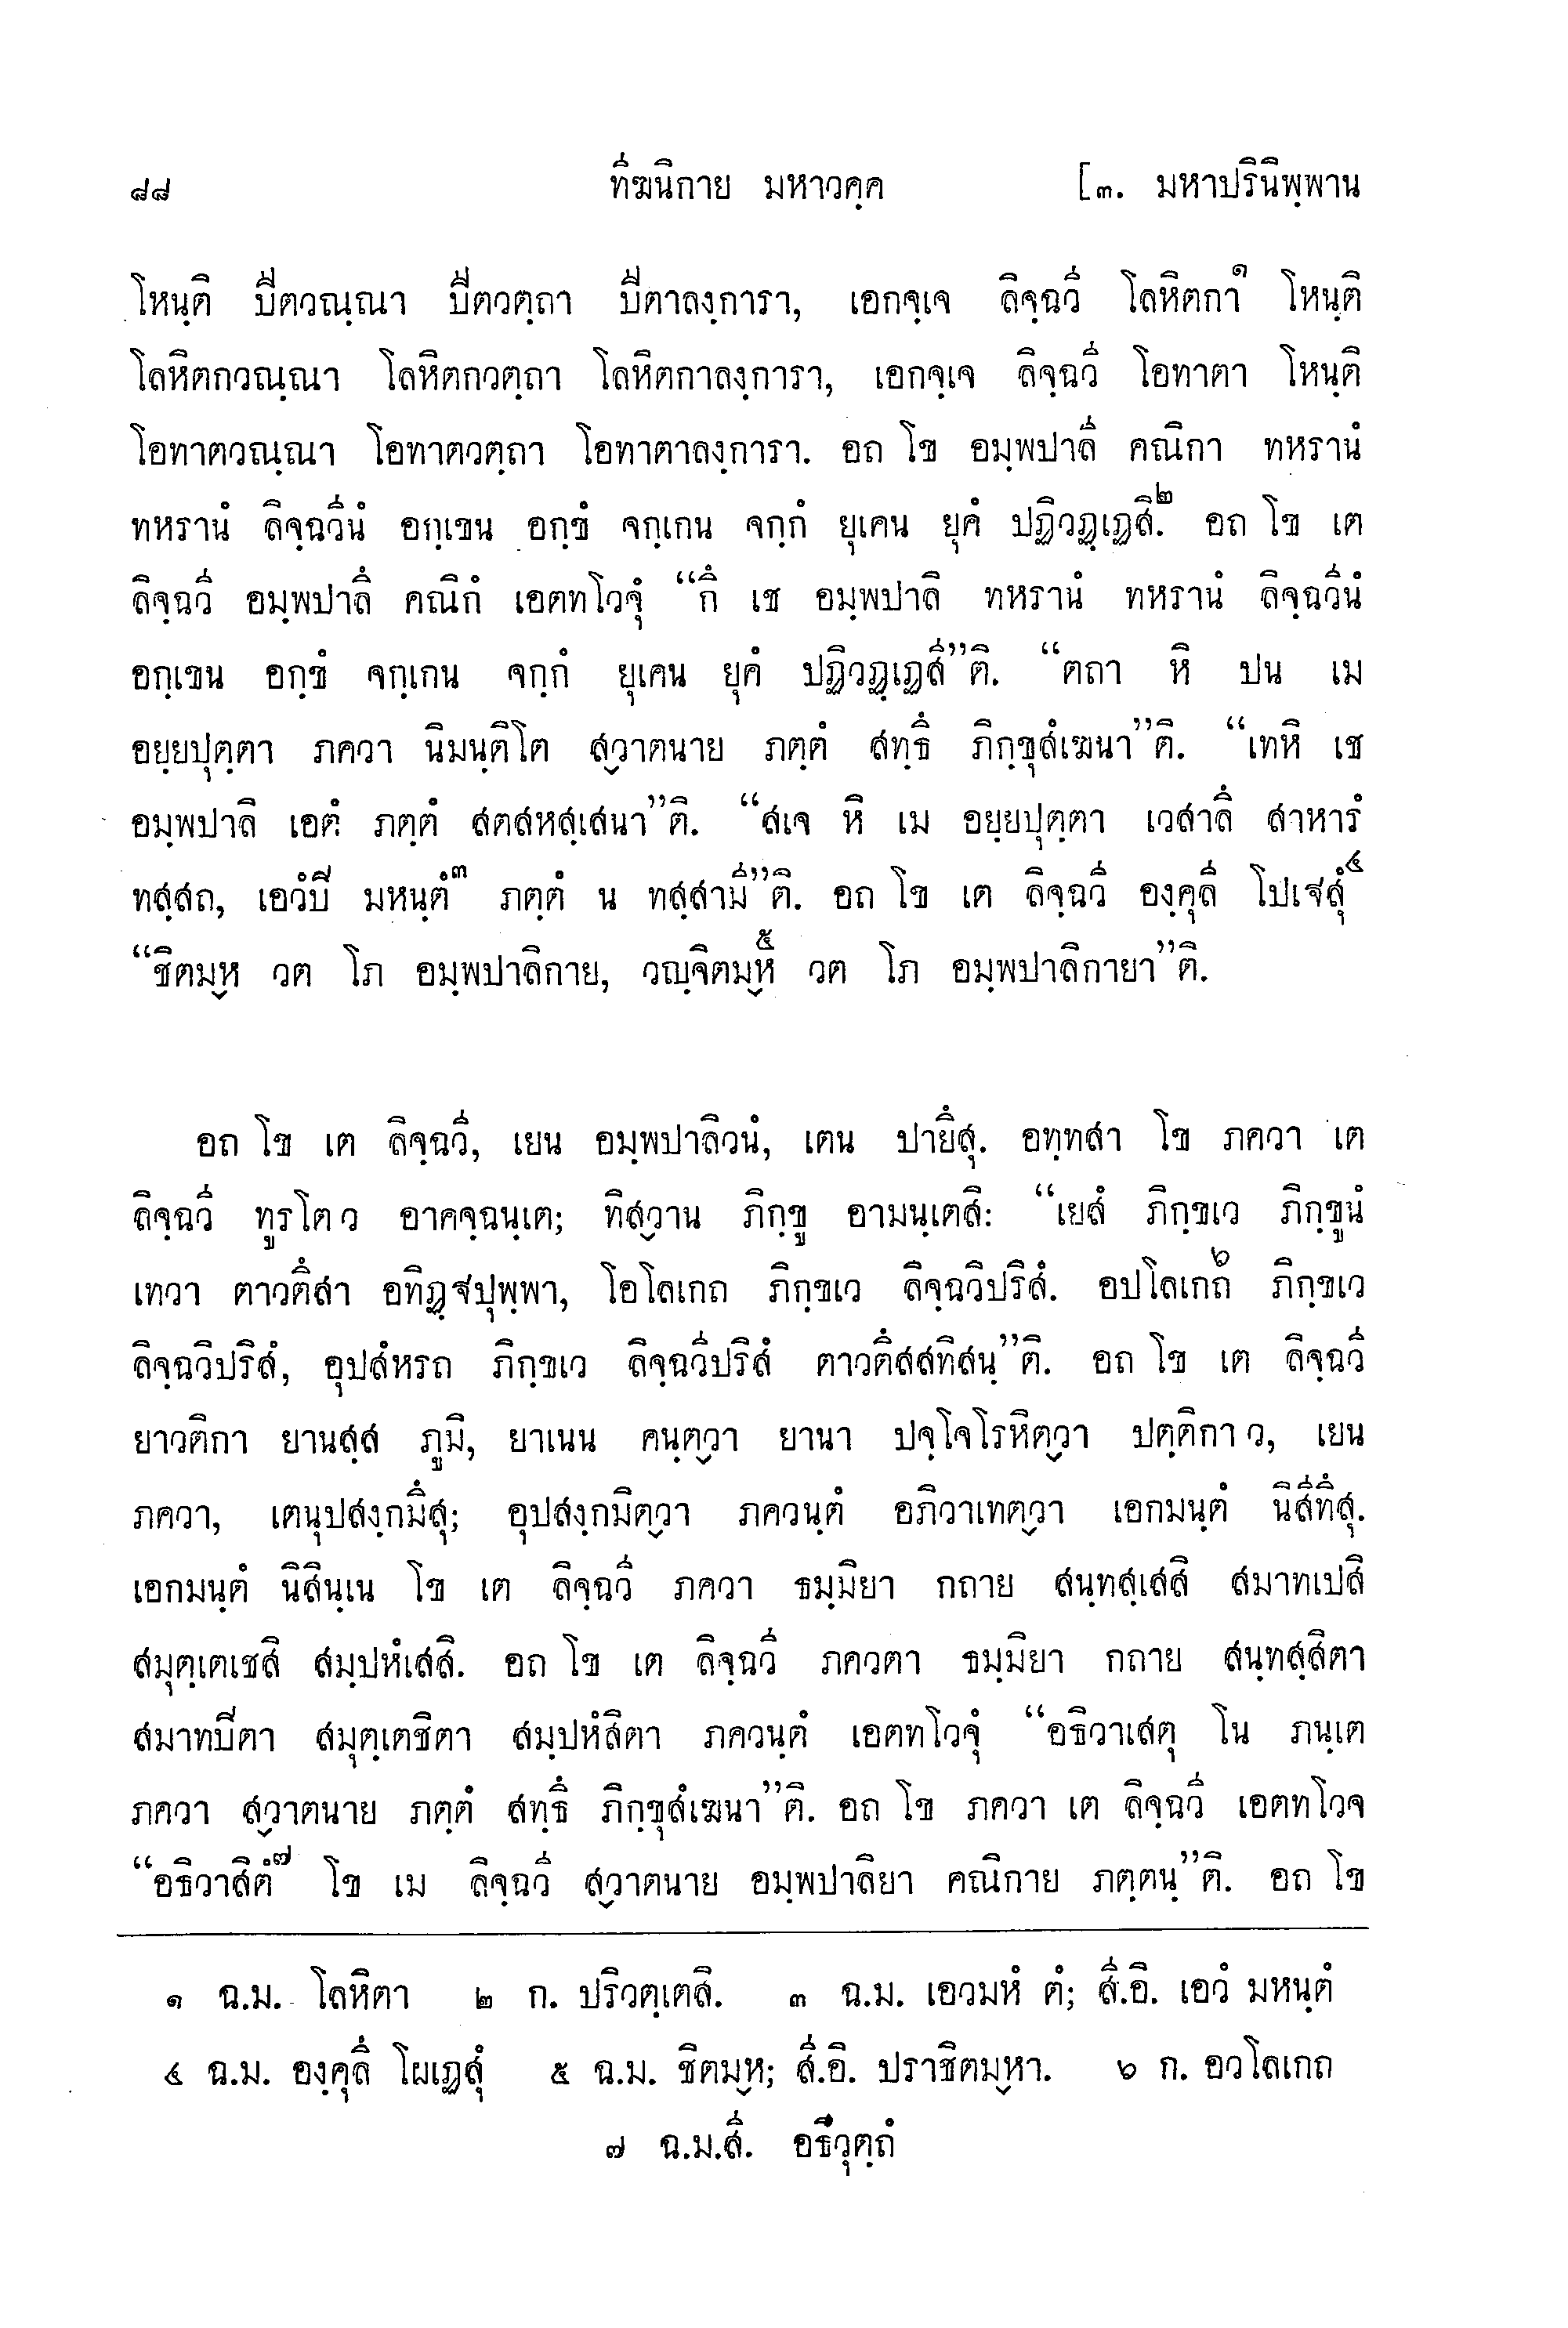 ๘๘ ทีฆนิกาย มหาวคฺค [๓. มหาปรินิพฺพาน
โหนฺติ ปีตวณฺณา ปีตวตฺถา ปีตาลงฺการา, เอกจฺเจ ลิจฺฉวี โลหิตกา๑ โหนฺติ
โลหิตกวณฺณา โลหิตกวตฺถา โลหิตกาลงฺการา, เอกจฺเจ ลิจฺฉวี โอทาตา โหนฺติ
โอทาตวณฺณา โอทาตวตฺถา โอทาตาลงฺการา. อถ โข อมฺพปาลี คณิกา ทหรานํ
ทหรานํ ลิจฺฉวีนํ อกฺเขน อกฺขํ จกฺเกน จกฺกํ ยุเคน ยุคํ ปฏิวฏฺเฏสิ.๒ อถ โข เต
ลิจฺฉวี อมฺพปาลึ คณิกํ เอตทโวจุํ “กึ เช อมฺพปาลิ ทหรานํ ทหรานํ ลิจฺฉวีนํ
อกฺเขน อกฺขํ จกฺเกน จกฺกํ ยุเคน ยุคํ ปฏิวฏฺเฏสี”ติ. “ตถา หิ ปน เม
อยฺยปุตฺตา ภควา นิมนฺติโต สฺวาตนาย ภตฺตํ สทฺธึ ภิกฺขุสํเฆนา”ติ. “เทหิ เช
อมฺพปาลิ เอตํ ภตฺตํ สตสหสฺเสนา”ติ. “สเจ หิ เม อยฺยปุตฺตา เวสาลึ สาหารํ
ทสฺสถ, เอวํปี มหนฺตํ๓ ภตฺตํ น ทสฺสามี”ติ. อถ โข เต ลิจฺฉวี องฺคุลี โปเฐสุํ๔
“ชิตมฺห วต โภ อมฺพปาลิกาย, วญฺจิตมฺห๕ วต โภ อมฺพปาลิกายา”ติ.
อถ โข เต ลิจฺฉวี, เยน อมฺพปาลิวนํ, เตน ปายึสุ. อทฺทสา โข ภควา เต
ลิจฺฉวี ทูรโต ว อาคจฺฉนฺเต; ทิสฺวาน ภิกฺขู อามนฺเตสิ: “เยสํ ภิกฺขเว ภิกฺขูนํ
เทวา ตาวตึสา อทิฏฺฐปุพฺพา, โอโลเกถ ภิกฺขเว ลิจฺฉวิปริสํ. อปโลเกถ๖ ภิกฺขเว
ลิจฺฉวิปริสํ, อุปสํหรถ ภิกฺขเว ลิจฺฉวีปริสํ ตาวตึสสทิสนฺ”ติ. อถ โข เต ลิจฺฉวี
ยาวติกา ยานสฺส ภูมิ, ยาเนน คนฺตฺวา ยานา ปจฺโจโรหิตฺวา ปตฺติกา ว, เยน
ภควา, เตนุปสงฺกมึสุ; อุปสงฺกมิตฺวา ภควนฺตํ อภิวาเทตฺวา เอกมนฺตํ นิสีทึสุ.
เอกมนฺตํ นิสินฺเน โข เต ลิจฺฉวี ภควา ธมฺมิยา กถาย สนฺทสฺเสสิ สมาทเปสิ
สมุตฺเตเชสิ สมฺปหํเสสิ. อถ โข เต ลิจฺฉวี ภควตา ธมฺมิยา กถาย สนฺทสฺสิตา
สมาทปีตา สมุตฺเตชิตา สมฺปหํสิตา ภควนฺตํ เอตทโวจุํ “อธิวาเสตุ โน ภนฺเต
ภควา สฺวาตนาย ภตฺตํ สทฺธึ ภิกฺขุสํเฆนา”ติ. อถ โข ภควา เต ลิจฺฉวี เอตทโวจ
“อธิวาสิตํ๗ โข เม ลิจฺฉวี สฺวาตนาย อมฺพปาลิยา คณิกาย ภตฺตนฺ”ติ. อถ โข
๑ ฉ.ม. โลหิตา ๒ ก. ปริวตฺเตสิ. ๓ ฉ.ม. เอวมหํ ตํ; สี.อิ. เอวํ มหนฺตํ
๔ ฉ.ม. องฺคุลึ โผเฏสุํ ๕ ฉ.ม. ชิตมฺห; สี.อิ. ปราชิตมฺหา. ๖ ก. อวโลเกถ
๗ ฉ.ม.สี. อธิวุตฺถํ